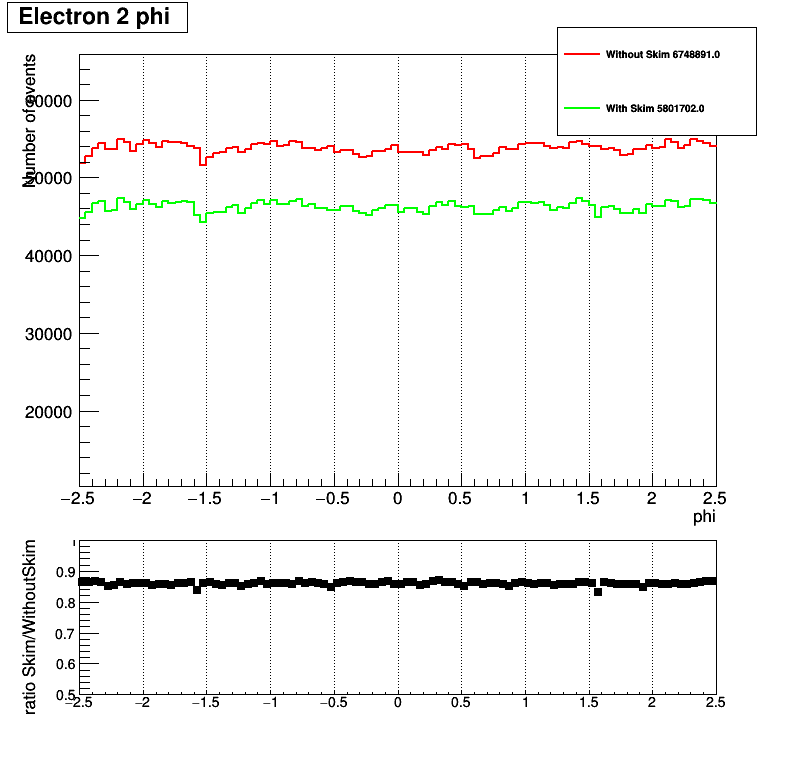 Electron 2 phi
Without Skim 6748891.0
With Skim 5801702.0
Number of events
60000
50000
40000
30000
20000
−2.5 −2 −1.5 −1 −0.5 0 0.5 1 1.5 2 2.5
phi
ratio Skim/WithoutSkim
1
0.9
0.8
0.7
0.6
0.5
−2.5 −2 −1.5 −1 −0.5 0 0.5 1 1.5 2 2.5